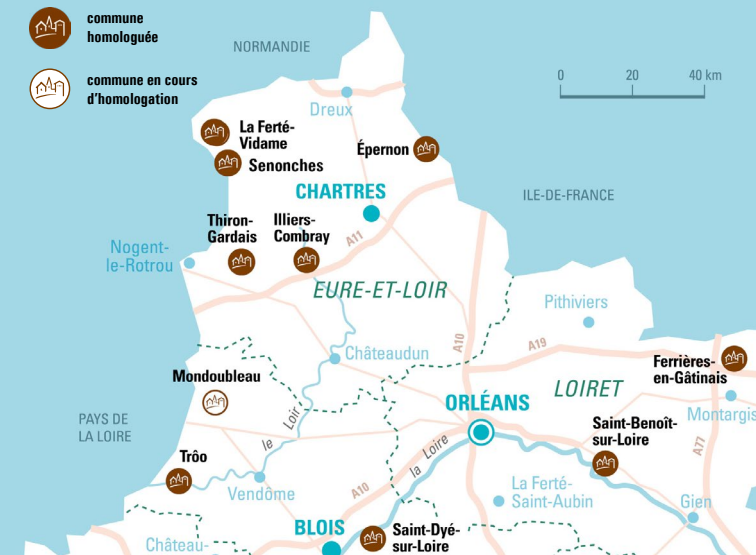 commune
homologuée
commune en cours
d'homologation
NORMANDIE
0 20 40 km
Dreux
La Ferté-
Vidame
Épernon
Senonches
CHARTRES
ILE-DE-FRANCE
Thiron-
Gardais
Illiers-
Combray
A11
Nogent-
le-Rotrou
EURE-ET-LOIR
Pithiviers
A10
A19
Châteaudun
Ferrières-
en-Gâtinais
Mondoubleau
LOIRET
ORLÉANS
Montargis
PAYS DE
LA LOIRE
le Loir
Saint-Benoît-
sur-Loire
A77
Trôo
la Loire
Vendôme
A10
La Ferté-
Saint-Aubin
Gien
BLOIS
Saint-Dyé-
sur-Loire
Château-